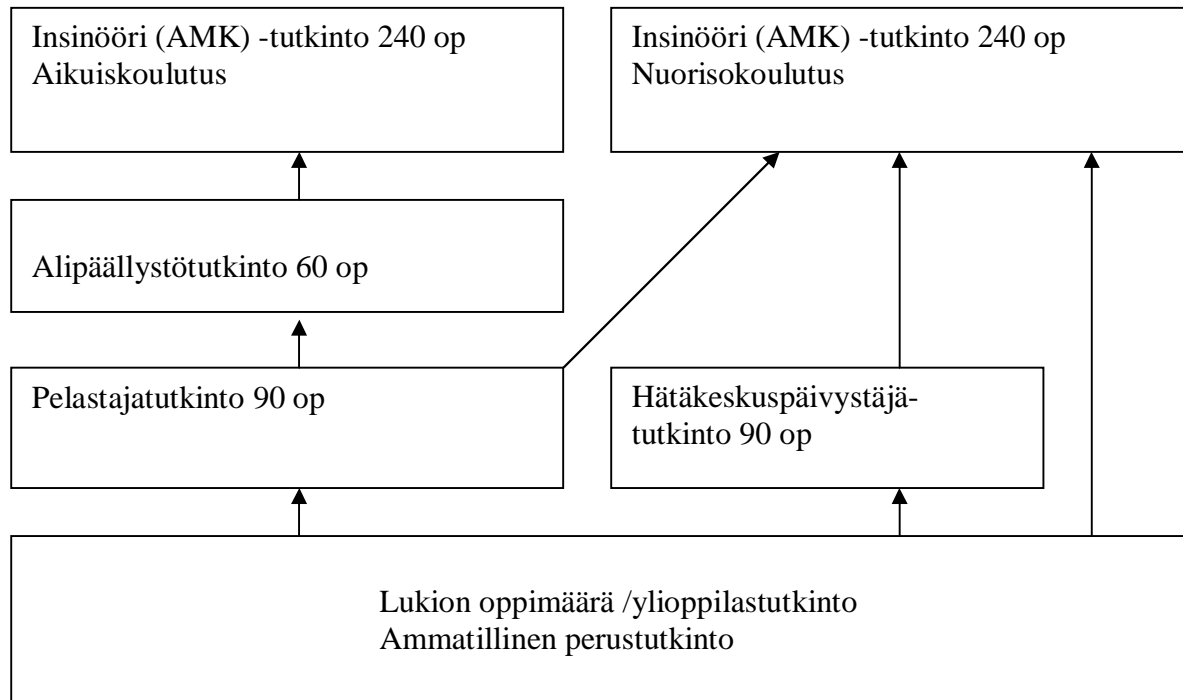 Insinööri (AMK) -tutkinto 240 op
Aikuiskoulutus
Insinööri (AMK) -tutkinto 240 op
Nuorisokoulutus
Alipäällystötutkinto 60 op
Pelastajatutkinto 90 op
Hätäkeskuspäivystäjä-
tutkinto 90 op
Lukion oppimäärä /ylioppilastutkinto
Ammatillinen perustutkinto